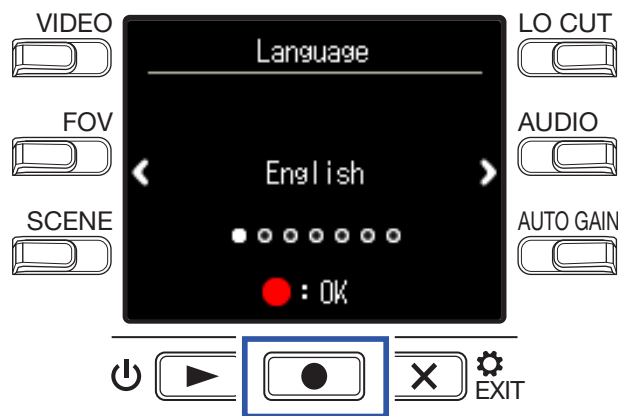 VIDEO
LO CUT
Language
FOV
AUDIO
English
SCENE
AUTO GAIN
: OK
EXIT